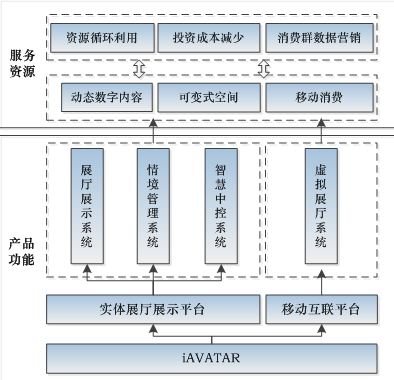 服务
资源
资源循环利用
投资成本减少
消费群数据营销
动态数字内容
可变式空间
移动消费
产品
功能
展厅展示系统
情境管理系统
智慧中控系统
虚拟展厅系统
实体展厅展示平台
移动互联平台
iAVATAR